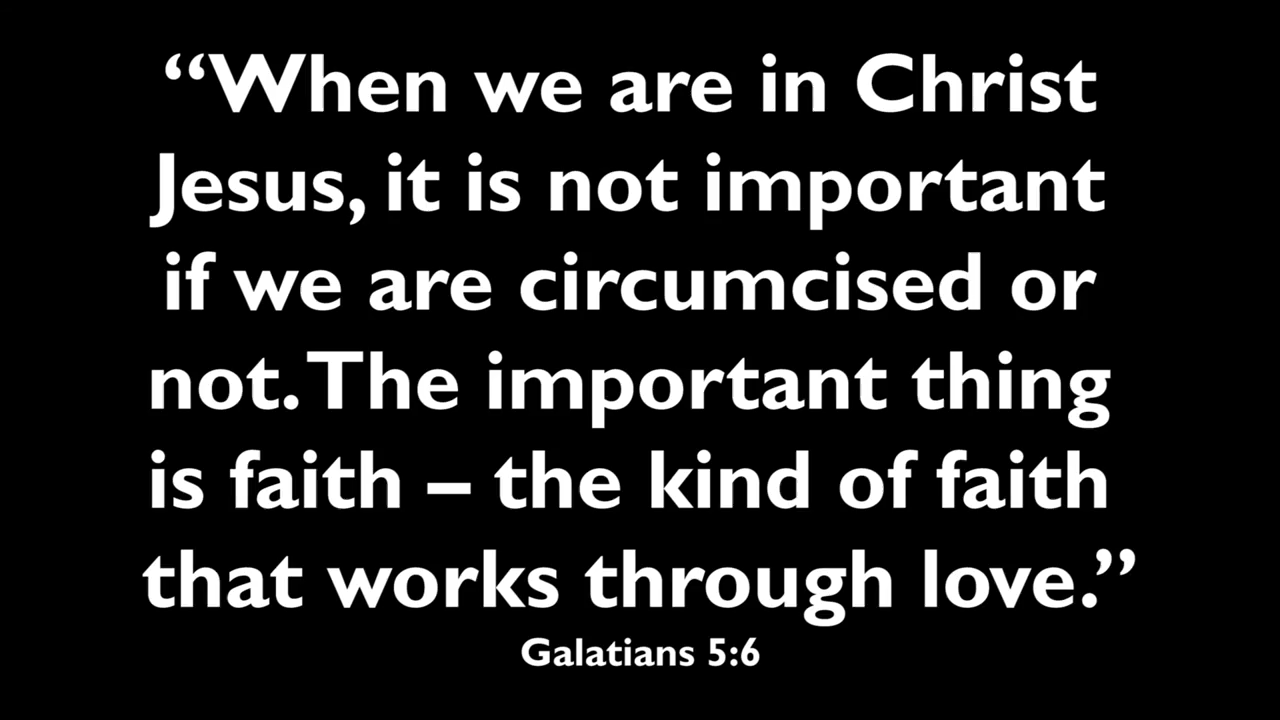 “When we are in Christ
Jesus, it is not important
if we are circumcised or
not. The important thing
is faith – the kind of faith
that works through love.”
Galatians 5:6